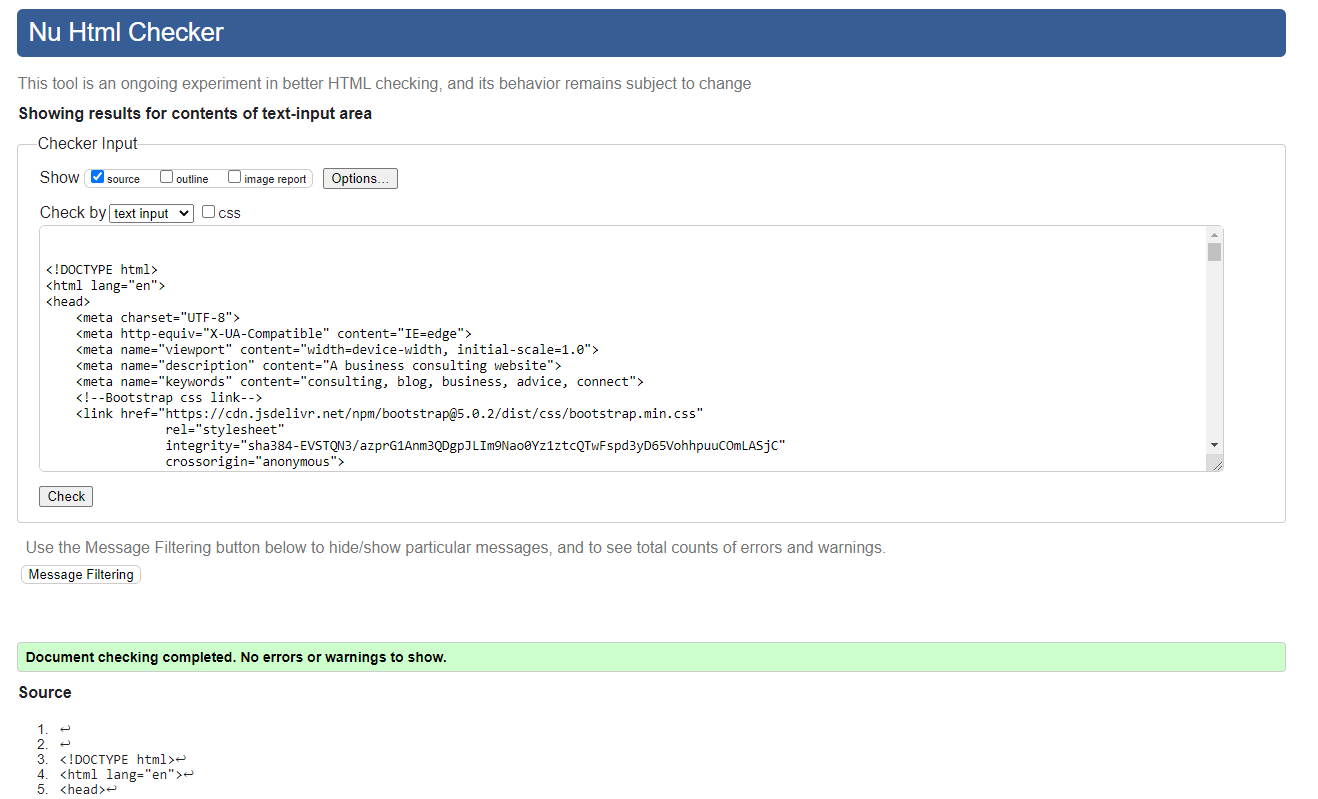 Nu Html Checker
This tool is an ongoing experiment in better HTML checking, and its behavior remains subject to change
Showing results for contents of text-input area
Checker Input
Show source outline image report Options...
Check by text input css
<!DOCTYPE html>
<html lang="en">
<head>
    <meta charset="UTF-8">
    <meta http-equiv="X-UA-Compatible" content="IE=edge">
    <meta name="viewport" content="width=device-width, initial-scale=1.0">
    <meta name="description" content="A business consulting website">
    <meta name="keywords" content="consulting, blog, business, advice, connect">
    <!--Bootstrap css link-->
    <link href="https://cdn.jsdelivr.net/npm/bootstrap@5.0.2/dist/css/bootstrap.min.css"
                rel="stylesheet"
                integrity="sha384-EVSTQN3/azprG1Anm3QDgpJLIm9Nao0Yz1ztcQTwFspd3yD65VohhpuuCOmLASjC"
                crossorigin="anonymous">
Check
Use the Message Filtering button below to hide/show particular messages, and to see total counts of errors and warnings.
Message Filtering
Document checking completed. No errors or warnings to show.
Source
1. ↩
2. ↩
3. <!DOCTYPE html>↩
4. <html lang="en">↩
5. <head>↩